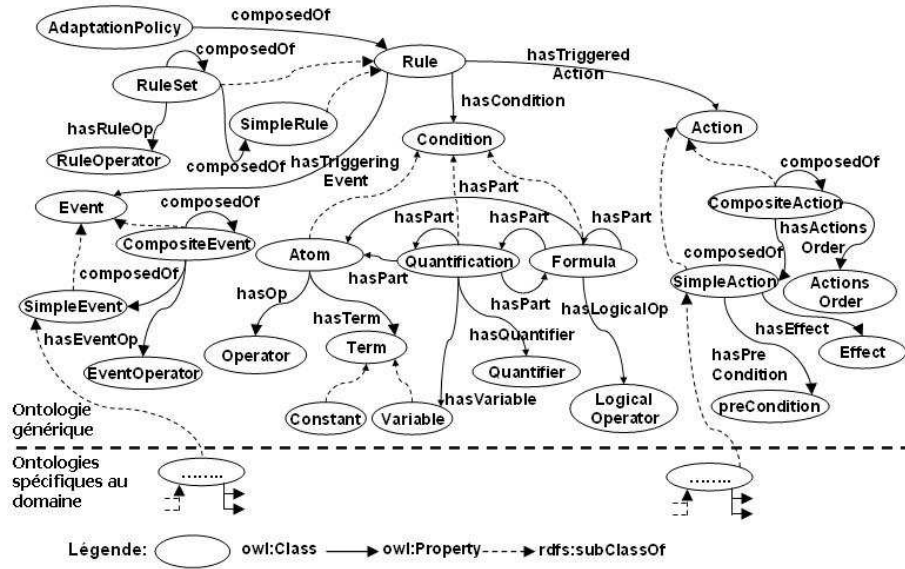 AdaptationPolicy
composedOf
composedOf
Rule
hasTriggered
Action
RuleSet
hasCondition
hasRuleOp
SimpleRule
Condition
Action
RuleOperator
composedOf
hasTriggering
Event
composedOf
Event
composedOf
hasPart
CompositeAction
CompositeEvent
hasPart
hasPart
hasPart
hasActions
Order
Atom
Quantification
Formula
composedOf
composedOf
hasPart
SimpleAction
Actions
Order
SimpleEvent
hasOp
hasPart
hasLogicalOp
hasTerm
hasEffect
hasEventOp
hasQuantifier
Operator
Term
hasPre
Condition
Effect
EventOperator
Quantifier
Ontologie
générique
Constant
Variable
hasVariable
Logical
Operator
preCondition
Ontologies
spécifiques au
domaine
........
........
Légende:
owl:Class
owl:Property
rdfs:subClassOf